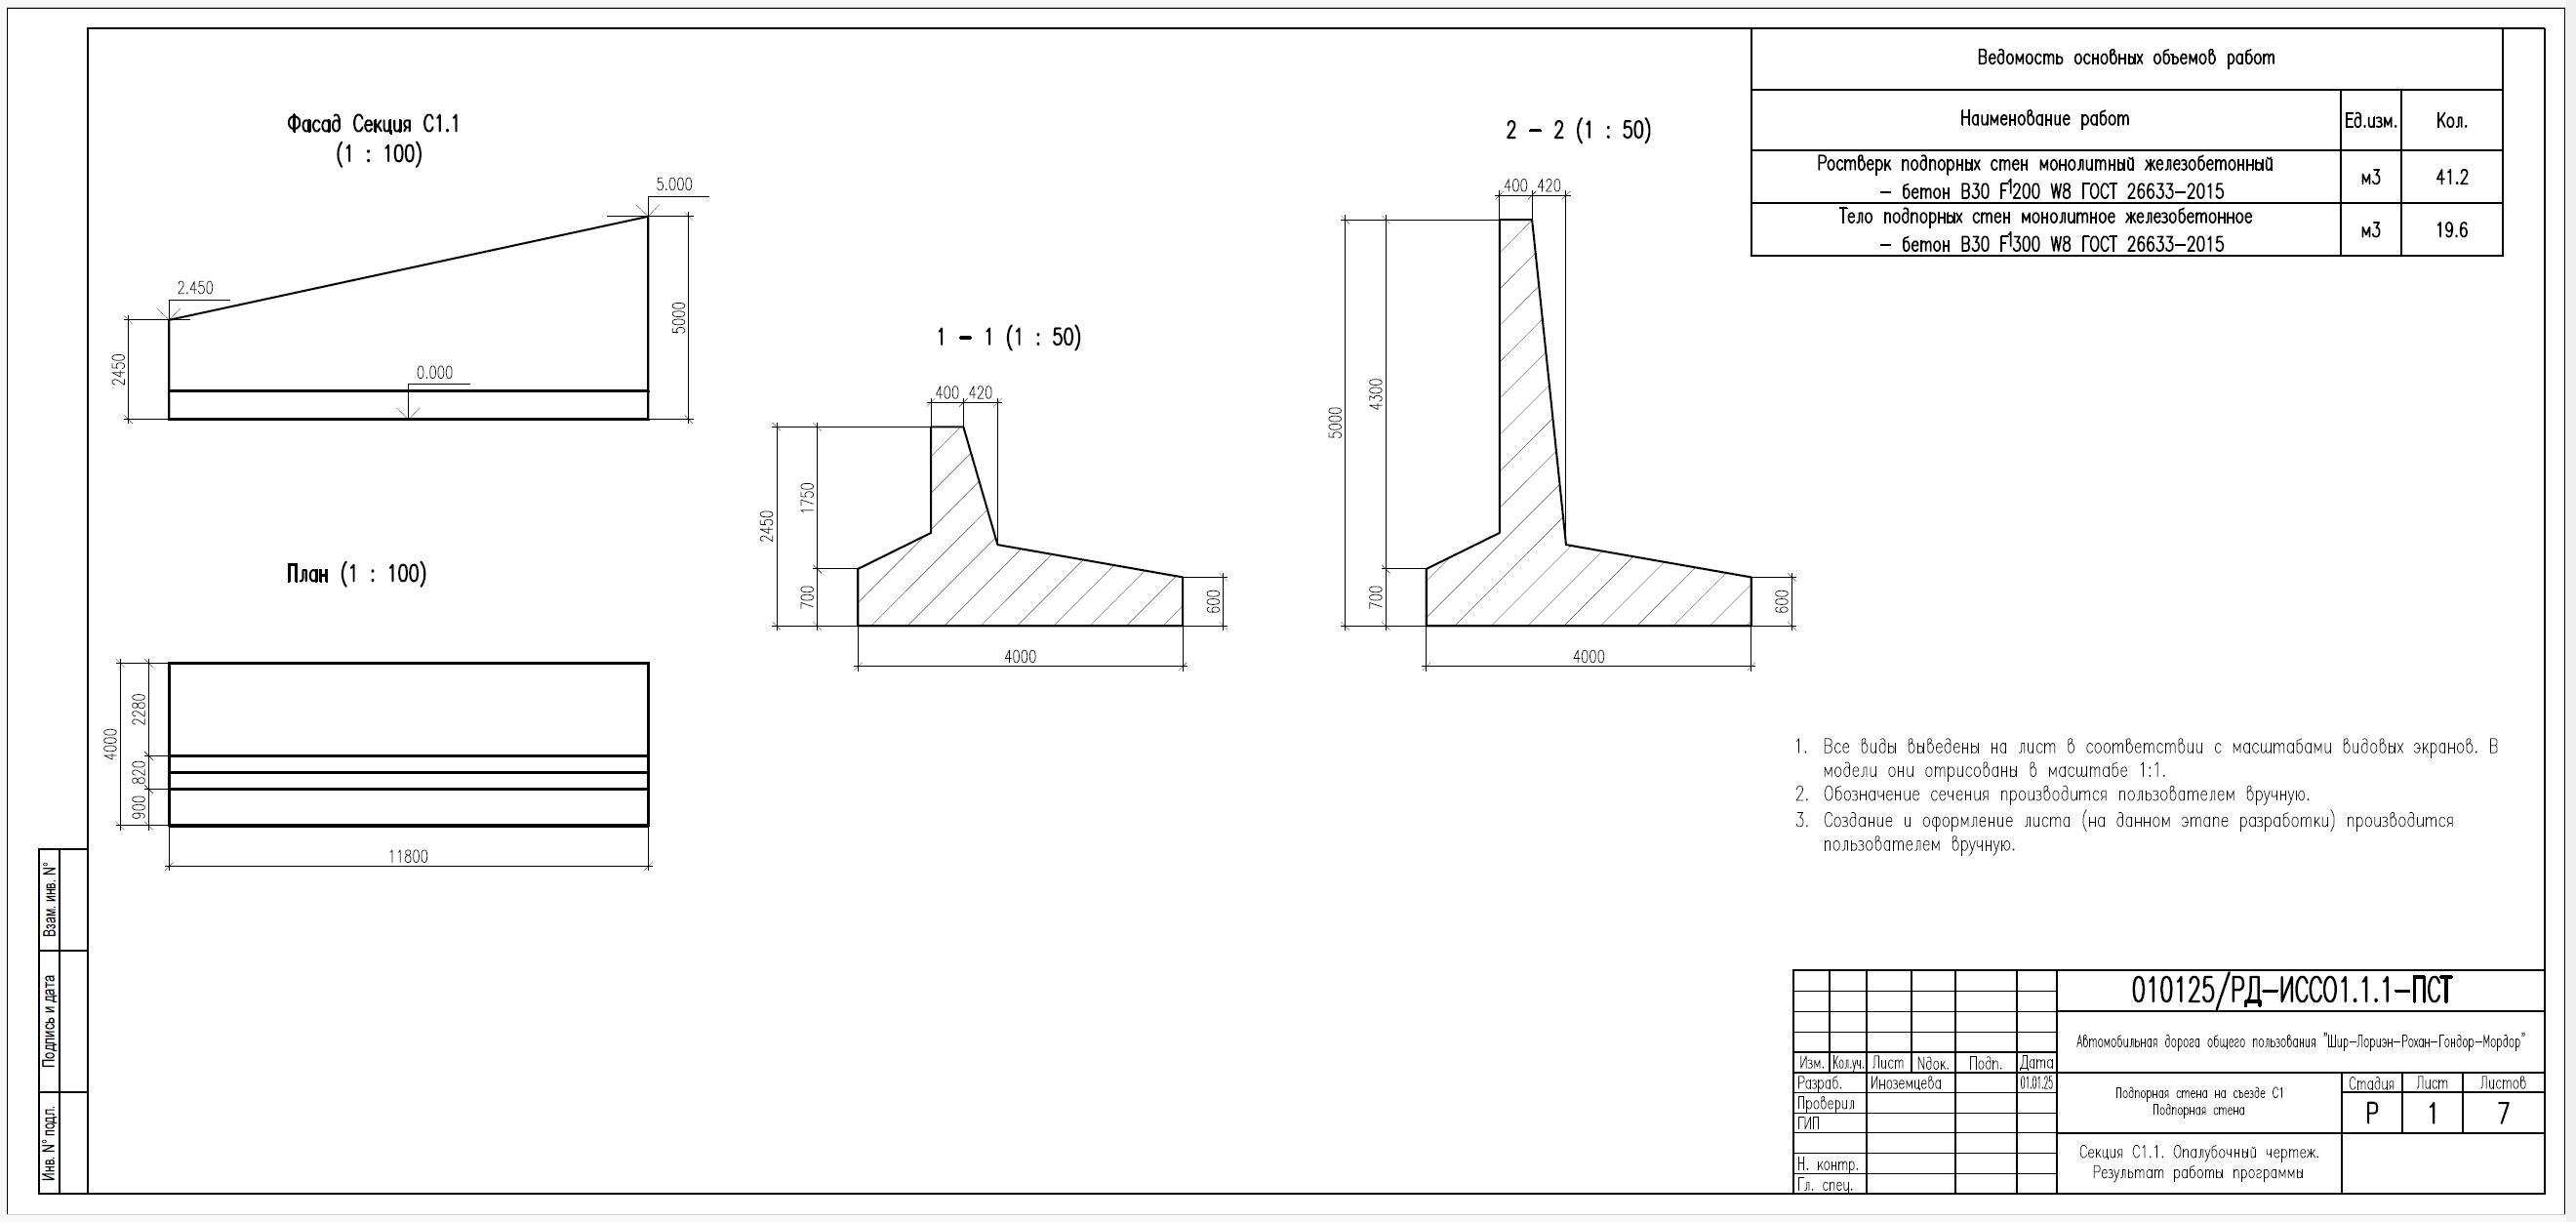 Фасад Секция С1.1
(1 : 100)
5.000
2.450
0.000
2450
5000
План (1 : 100)
4000
2280
820
900
11800
1 – 1 (1 : 50)
400
420
2450
1750
700
600
4000
2 – 2 (1 : 50)
400
420
5000
4300
700
600
4000
Ведомость основных объемов работ
Наименование работ
Ед.изм.
Кол.
Ростверк подпорных стен монолитный железобетонный
– бетон В30 F¹200 W8 ГОСТ 26633–2015
м3
41.2
Тело подпорных стен монолитное железобетонное
– бетон В30 F¹300 W8 ГОСТ 26633–2015
м3
19.6
1. Все виды выведены на лист в соответствии с масштабами видовых экранов. В
модели они отрисованы в масштабе 1:1.
2. Обозначение сечения производится пользователем вручную.
3. Создание и оформление листа (на данном этапе разработки) производится
пользователем вручную.
Взам. инв. N°
Подпись и дата
Инв. N° подл.
010125/РД–ИССО1.1.1–ПСТ
Автомобильная дорога общего пользования "Шир–Лориэн–Рохан–Гондор–Мордор"
Изм. Кол.уч. Лист Nдок. Подп. Дата
Разраб. Иноземцева 01.01.25
Проверил
ГИП
Н. контр.
Гл. спец.
Подпорная стена на съезде С1
Подпорная стена
Стадия Лист Листов
Р 1 7
Секция С1.1. Опалубочный чертеж.
Результат работы программы